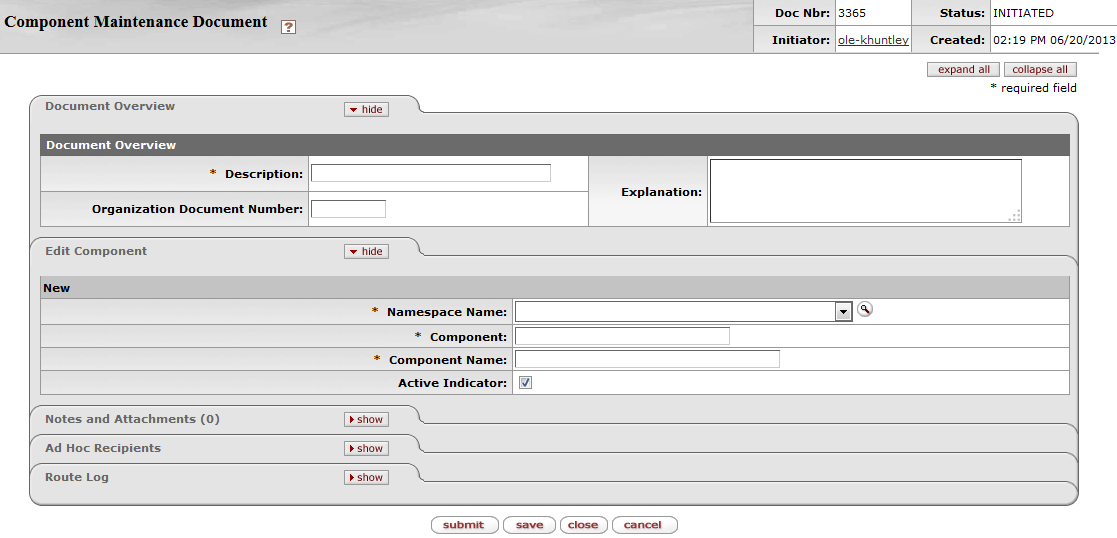 Component Maintenance Document ?
Doc Nbr: 3365 Status: INITIATED
Initiator: ole-khuntley Created: 02:19 PM 06/20/2013
expand all collapse all
* required field
Document Overview hide
Document Overview
* Description:
Explanation:
Organization Document Number:
Edit Component hide
New
* Namespace Name:
* Component:
* Component Name:
Active Indicator:
Notes and Attachments (0) show
Ad Hoc Recipients show
Route Log show
submit save close cancel